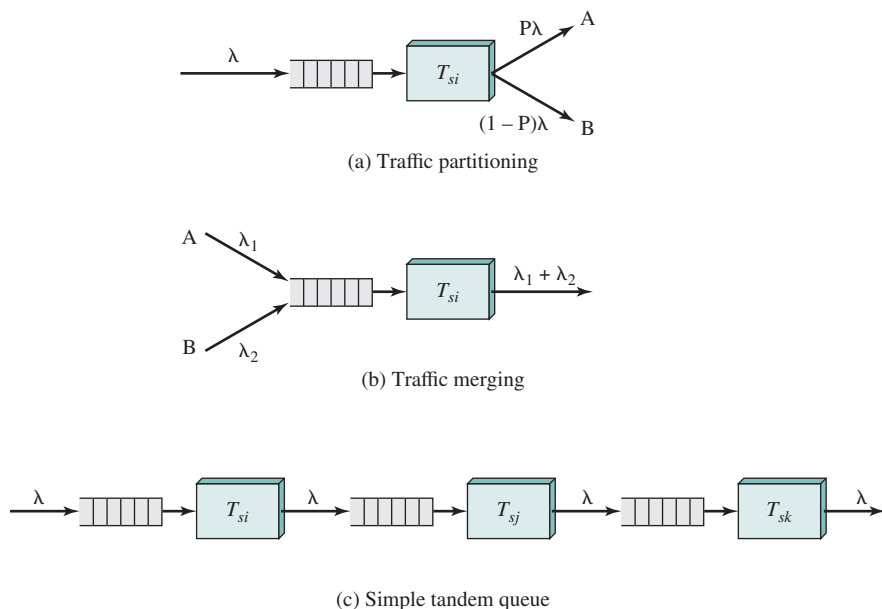 λ
T_si
Pλ
A
(1 – P)λ
B
(a) Traffic partitioning
A
λ_1
B
λ_2
T_si
λ_1 + λ_2
(b) Traffic merging
λ
T_si
λ
T_sj
λ
T_sk
λ
(c) Simple tandem queue